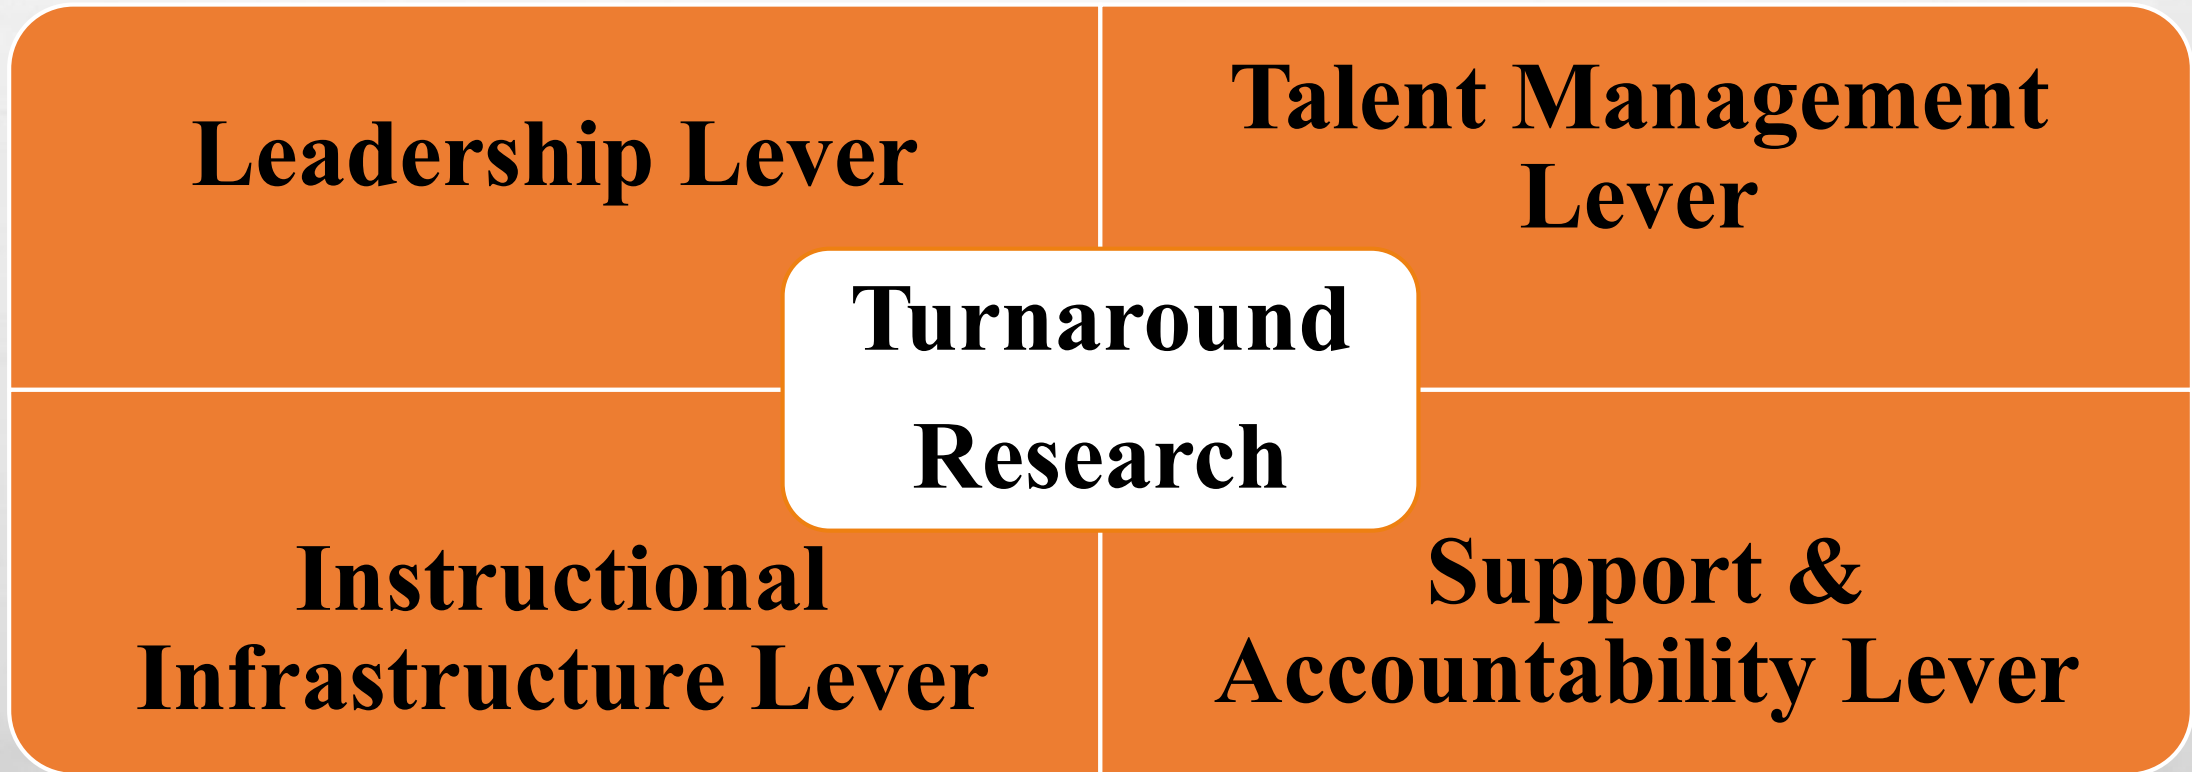 Leadership Lever
Talent Management
Lever
Turnaround
Research
Instructional
Infrastructure Lever
Support &
Accountability Lever